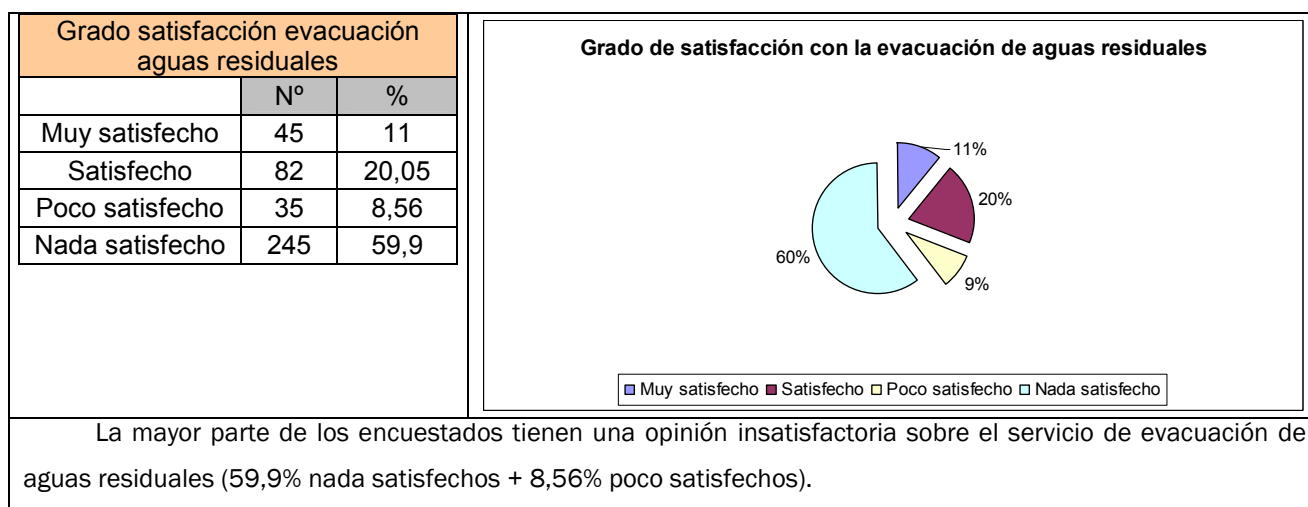 Grado satisfacción evacuación
aguas residuales
Nº %
Muy satisfecho 45 11
Satisfecho 82 20,05
Poco satisfecho 35 8,56
Nada satisfecho 245 59,9
Grado de satisfacción con la evacuación de aguas residuales
11%
20%
9%
60%
Muy satisfecho Satisfecho Poco satisfecho Nada satisfecho
La mayor parte de los encuestados tienen una opinión insatisfactoria sobre el servicio de evacuación de
aguas residuales (59,9% nada satisfechos + 8,56% poco satisfechos).